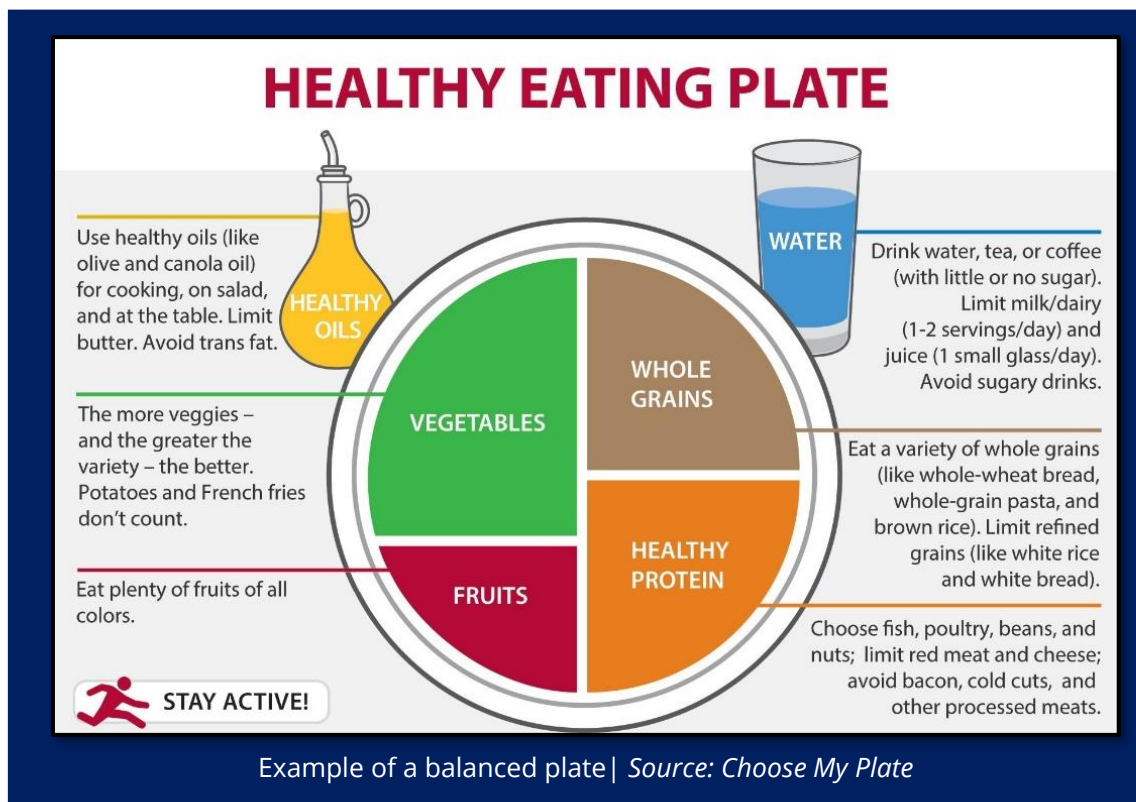 HEALTHY EATING PLATE
Use healthy oils (like
olive and canola oil)
for cooking, on salad,
and at the table. Limit
butter. Avoid trans fat.
HEALTHY
OILS
The more veggies –
and the greater the
variety – the better.
Potatoes and French fries
don’t count.
Eat plenty of fruits of all
colors.
STAY ACTIVE!
VEGETABLES
FRUITS
WHOLE
GRAINS
HEALTHY
PROTEIN
WATER
Drink water, tea, or coffee
(with little or no sugar).
Limit milk/dairy
(1-2 servings/day) and
juice (1 small glass/day).
Avoid sugary drinks.
Eat a variety of whole grains
(like whole-wheat bread,
whole-grain pasta, and
brown rice). Limit refined
grains (like white rice
and white bread).
Choose fish, poultry, beans, and
nuts; limit red meat and cheese;
avoid bacon, cold cuts, and
other processed meats.
Example of a balanced plate| Source: Choose My Plate